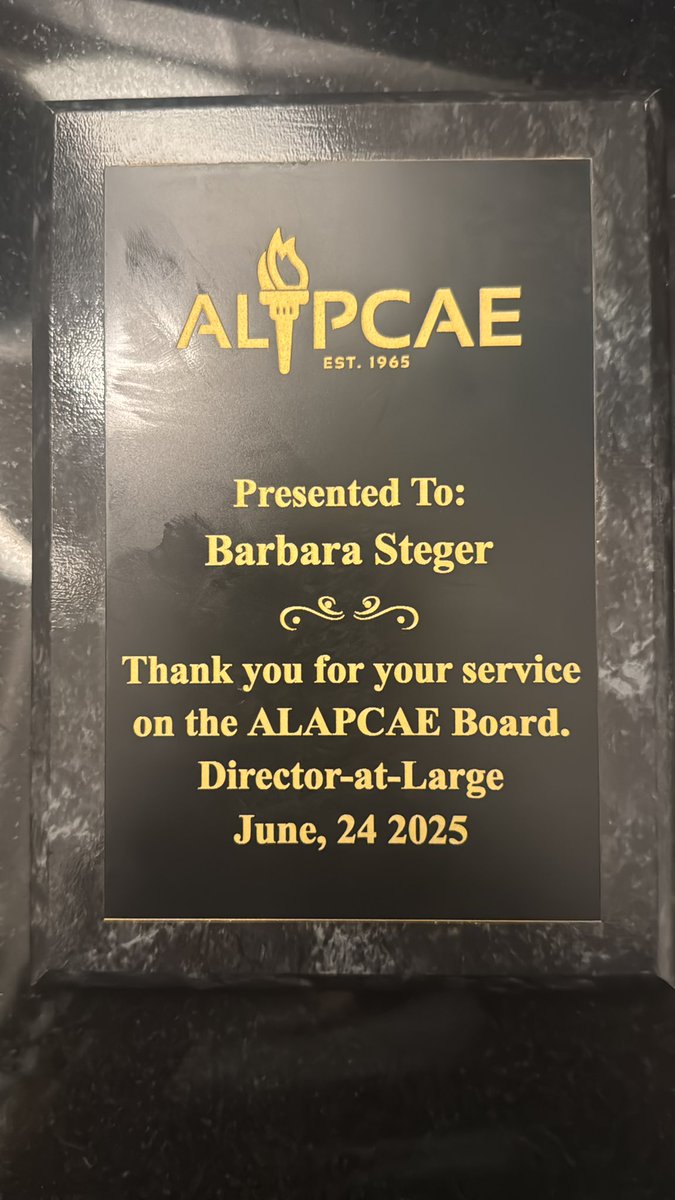 ALAPCAE
EST. 1965
Presented To:
Barbara Steger
Thank you for your service
on the ALAPCAE Board.
Director-at-Large
June, 24 2025